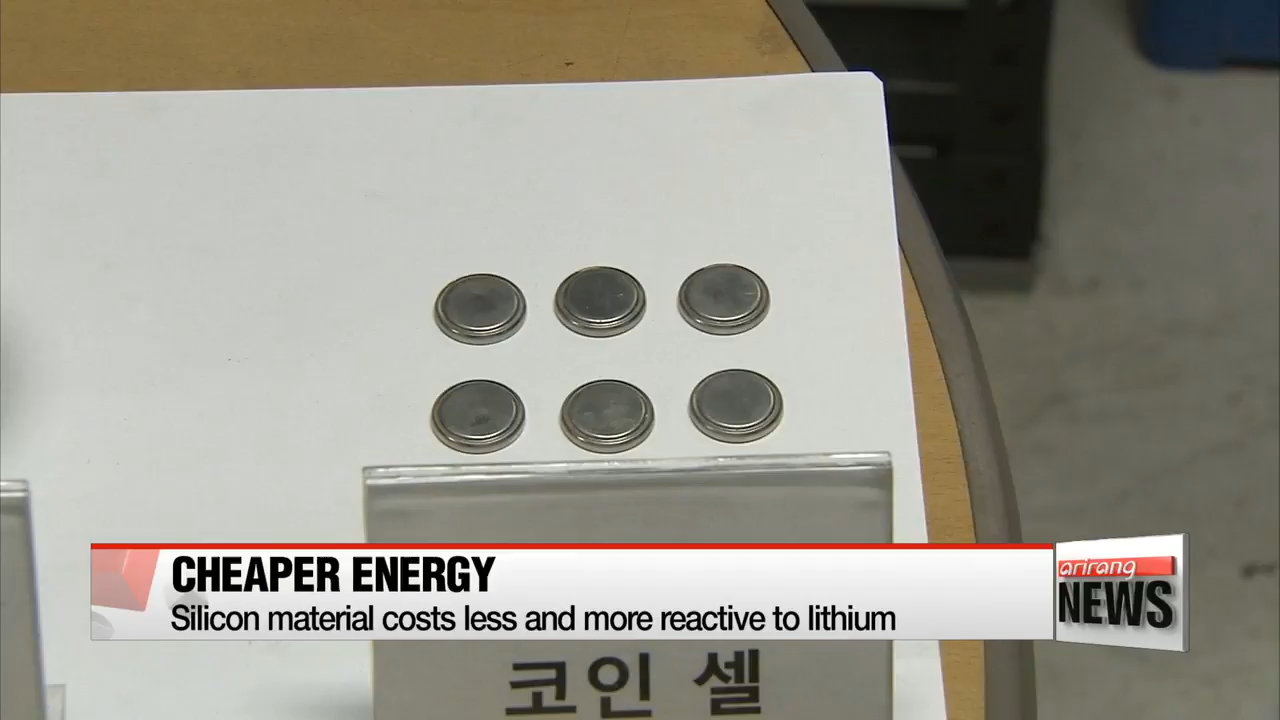 CHEAPER ENERGY
Silicon material costs less and more reactive to lithium
arirang
NEWS
코인 셀